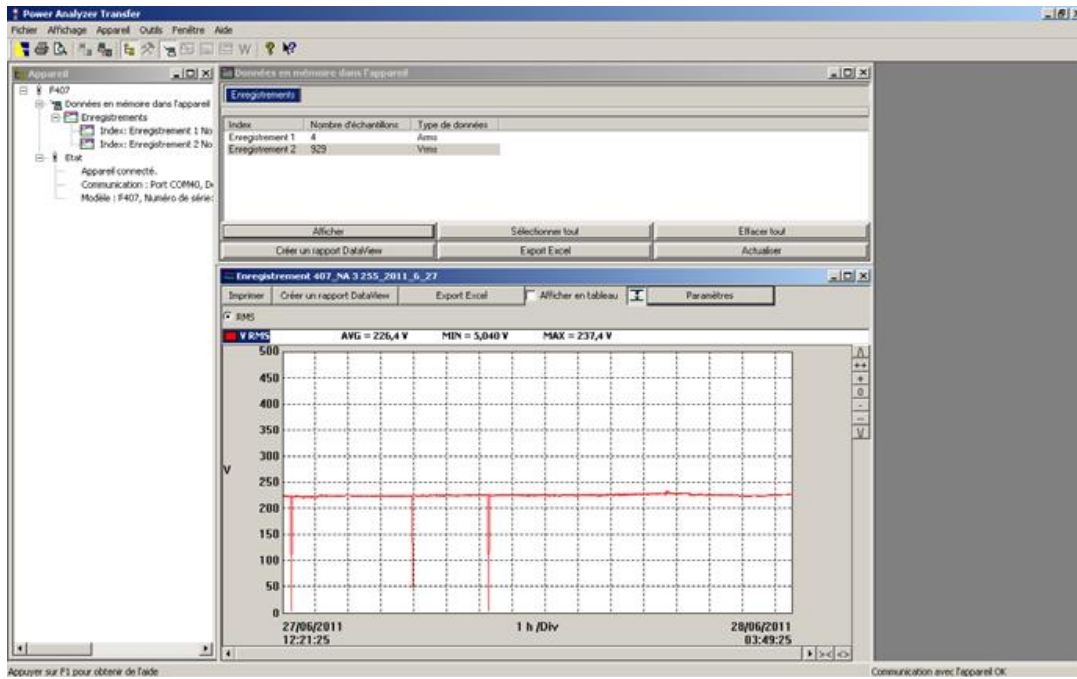 Power Analyzer Transfer
Fichier Affichage Appareil Outils Fenêtre Aide
W
Appareil
F407
Données en mémoire dans l'appareil
Enregistrements
Index: Enregistrement 1 No
Index: Enregistrement 2 No
Etat
Appareil connecté.
Communication : Port COM40, D
Modèle : F407, Numéro de série:
Données en mémoire dans l'appareil
Enregistrements
Index Nombre d'échantillons Type de données
Enregistrement 1 4 Arms
Enregistrement 2 929 Vrms
Afficher Sélectionner tout Effacer tout
Créer un rapport DataView Export Excel Actualiser
Enregistrement 407_NA 3 255_2011_6_27
Imprimer Créer un rapport DataView Export Excel Afficher en tableau Paramètres
RMS
V RMS AVG = 226,4 V MIN = 5,040 V MAX = 237,4 V
500
450
400
350
300
V
250
200
150
100
50
0
27/06/2011 1 h /Div 28/06/2011
12:21:25 03:49:25
++
+
0
-
--
Appuyer sur F1 pour obtenir de l'aide
Communication avec l'appareil OK